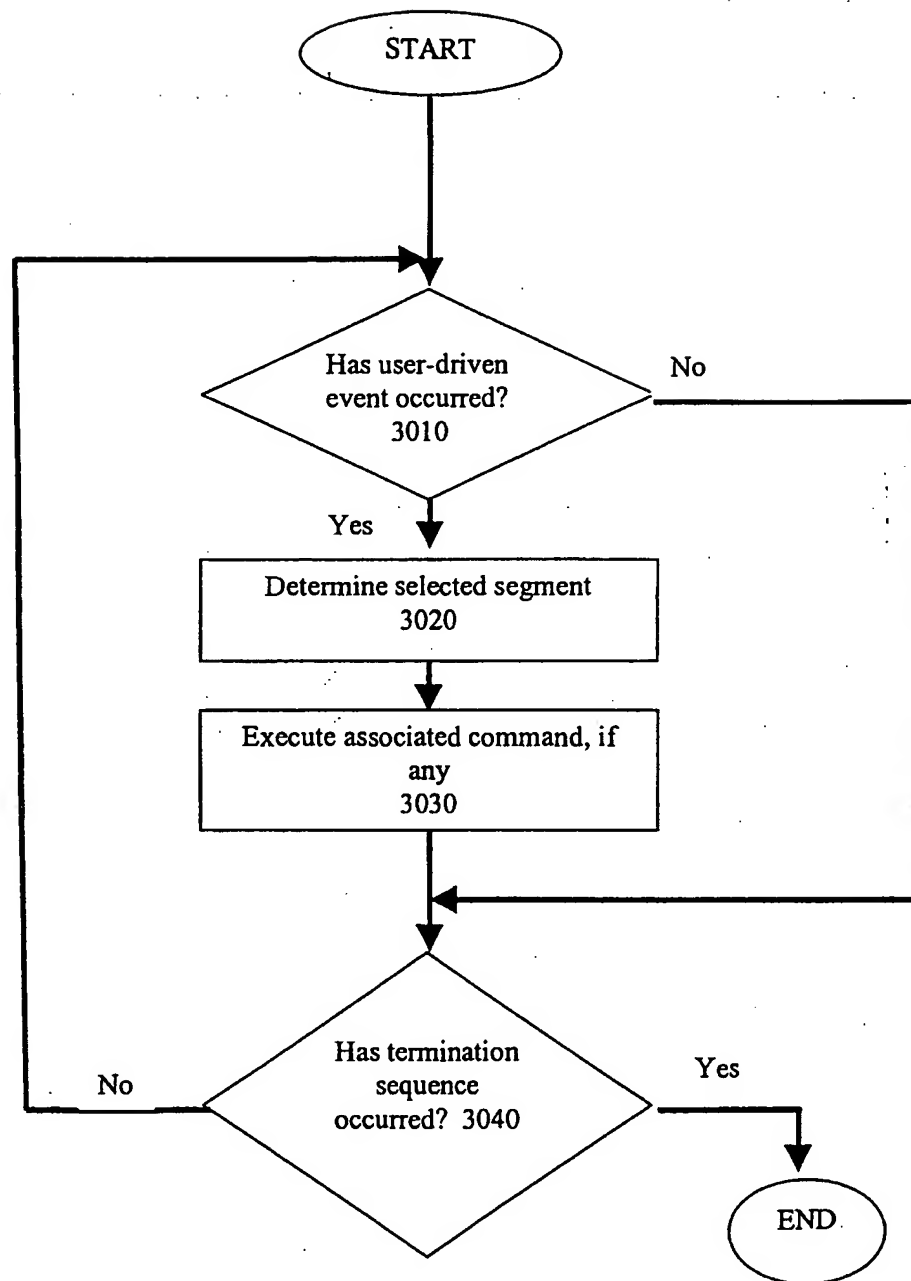 START
Has user-driven
event occurred?
3010
No
Yes
Determine selected segment
3020
Execute associated command, if
any
3030
Has termination
sequence
occurred? 3040
No
Yes
END